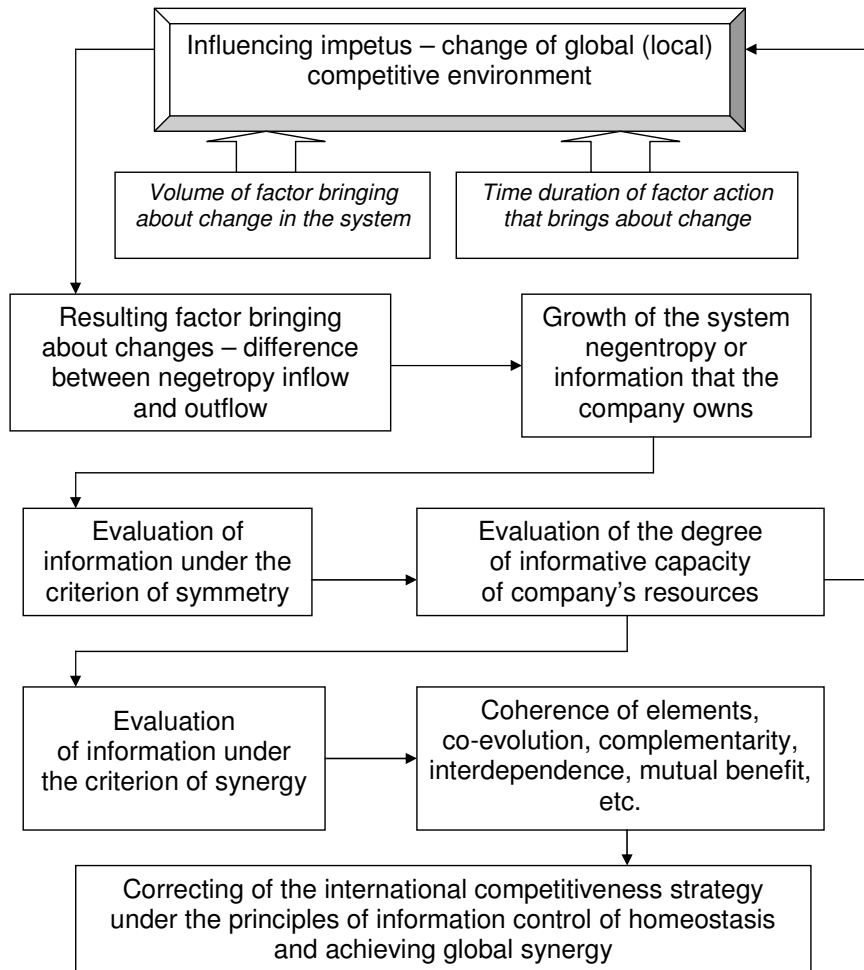 Influencing impetus – change of global (local)
competitive environment
Volume of factor bringing
about change in the system
Time duration of factor action
that brings about change
Resulting factor bringing
about changes – difference
between negetropy inflow
and outflow
Growth of the system
negentropy or
information that the
company owns
Evaluation of
information under the
criterion of symmetry
Evaluation of the degree
of informative capacity
of company’s resources
Evaluation
of information under
the criterion of synergy
Coherence of elements,
co-evolution, complementarity,
interdependence, mutual benefit,
etc.
Correcting of the international competitiveness strategy
under the principles of information control of homeostasis
and achieving global synergy